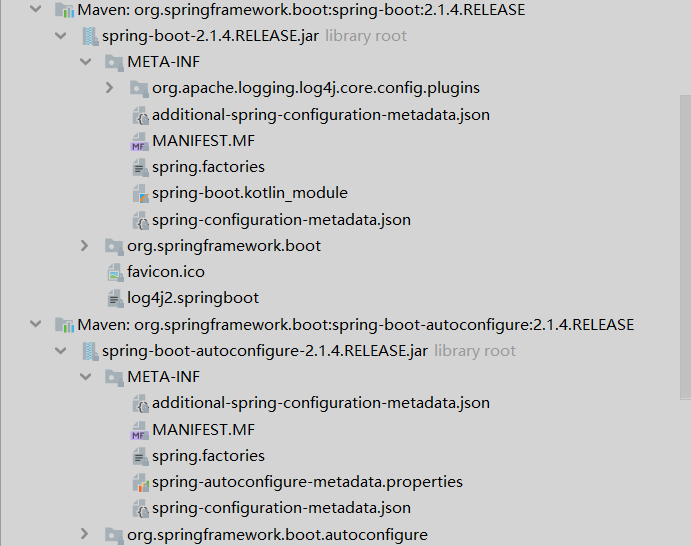 Maven: org.springframework.boot:spring-boot:2.1.4.RELEASE
spring-boot-2.1.4.RELEASE.jar library root
META-INF
org.apache.logging.log4j.core.config.plugins
additional-spring-configuration-metadata.json
MANIFEST.MF
spring.factories
spring-boot.kotlin_module
spring-configuration-metadata.json
org.springframework.boot
favicon.ico
log4j2.springboot
Maven: org.springframework.boot:spring-boot-autoconfigure:2.1.4.RELEASE
spring-boot-autoconfigure-2.1.4.RELEASE.jar library root
META-INF
additional-spring-configuration-metadata.json
MANIFEST.MF
spring.factories
spring-autoconfigure-metadata.properties
spring-configuration-metadata.json
org.springframework.boot.autoconfigure